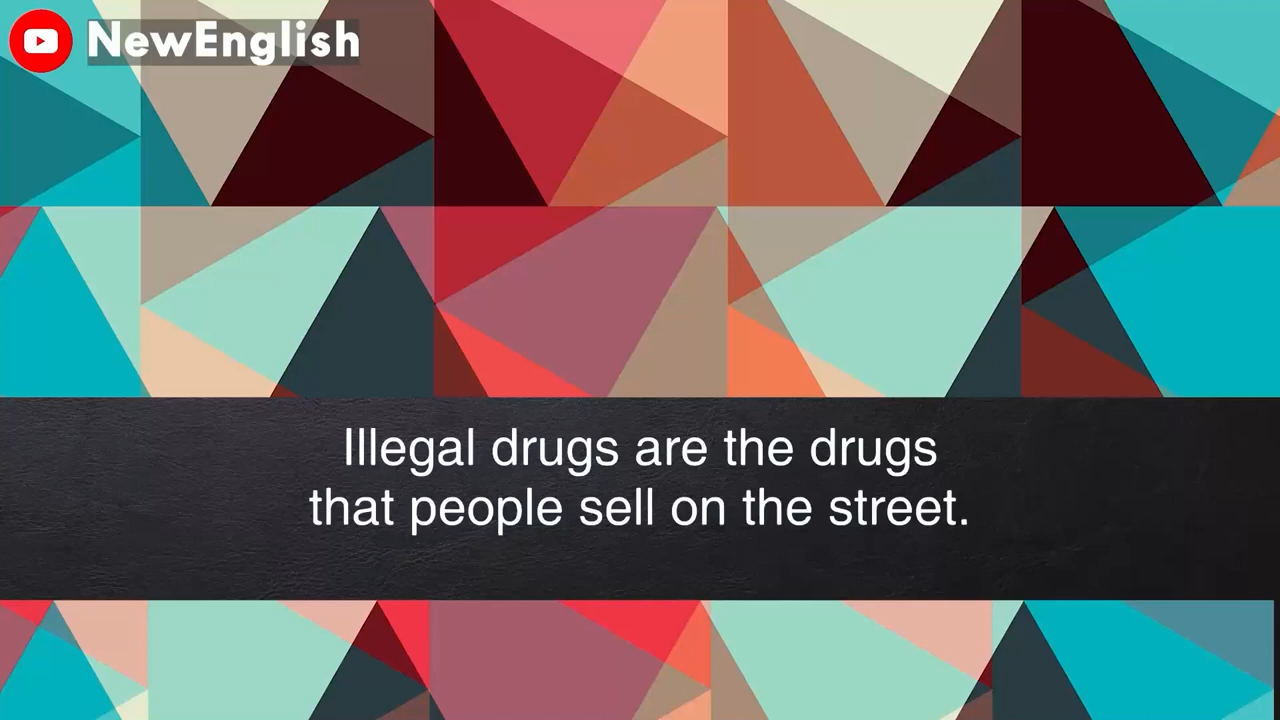 NewEnglish
Illegal drugs are the drugs
that people sell on the street.